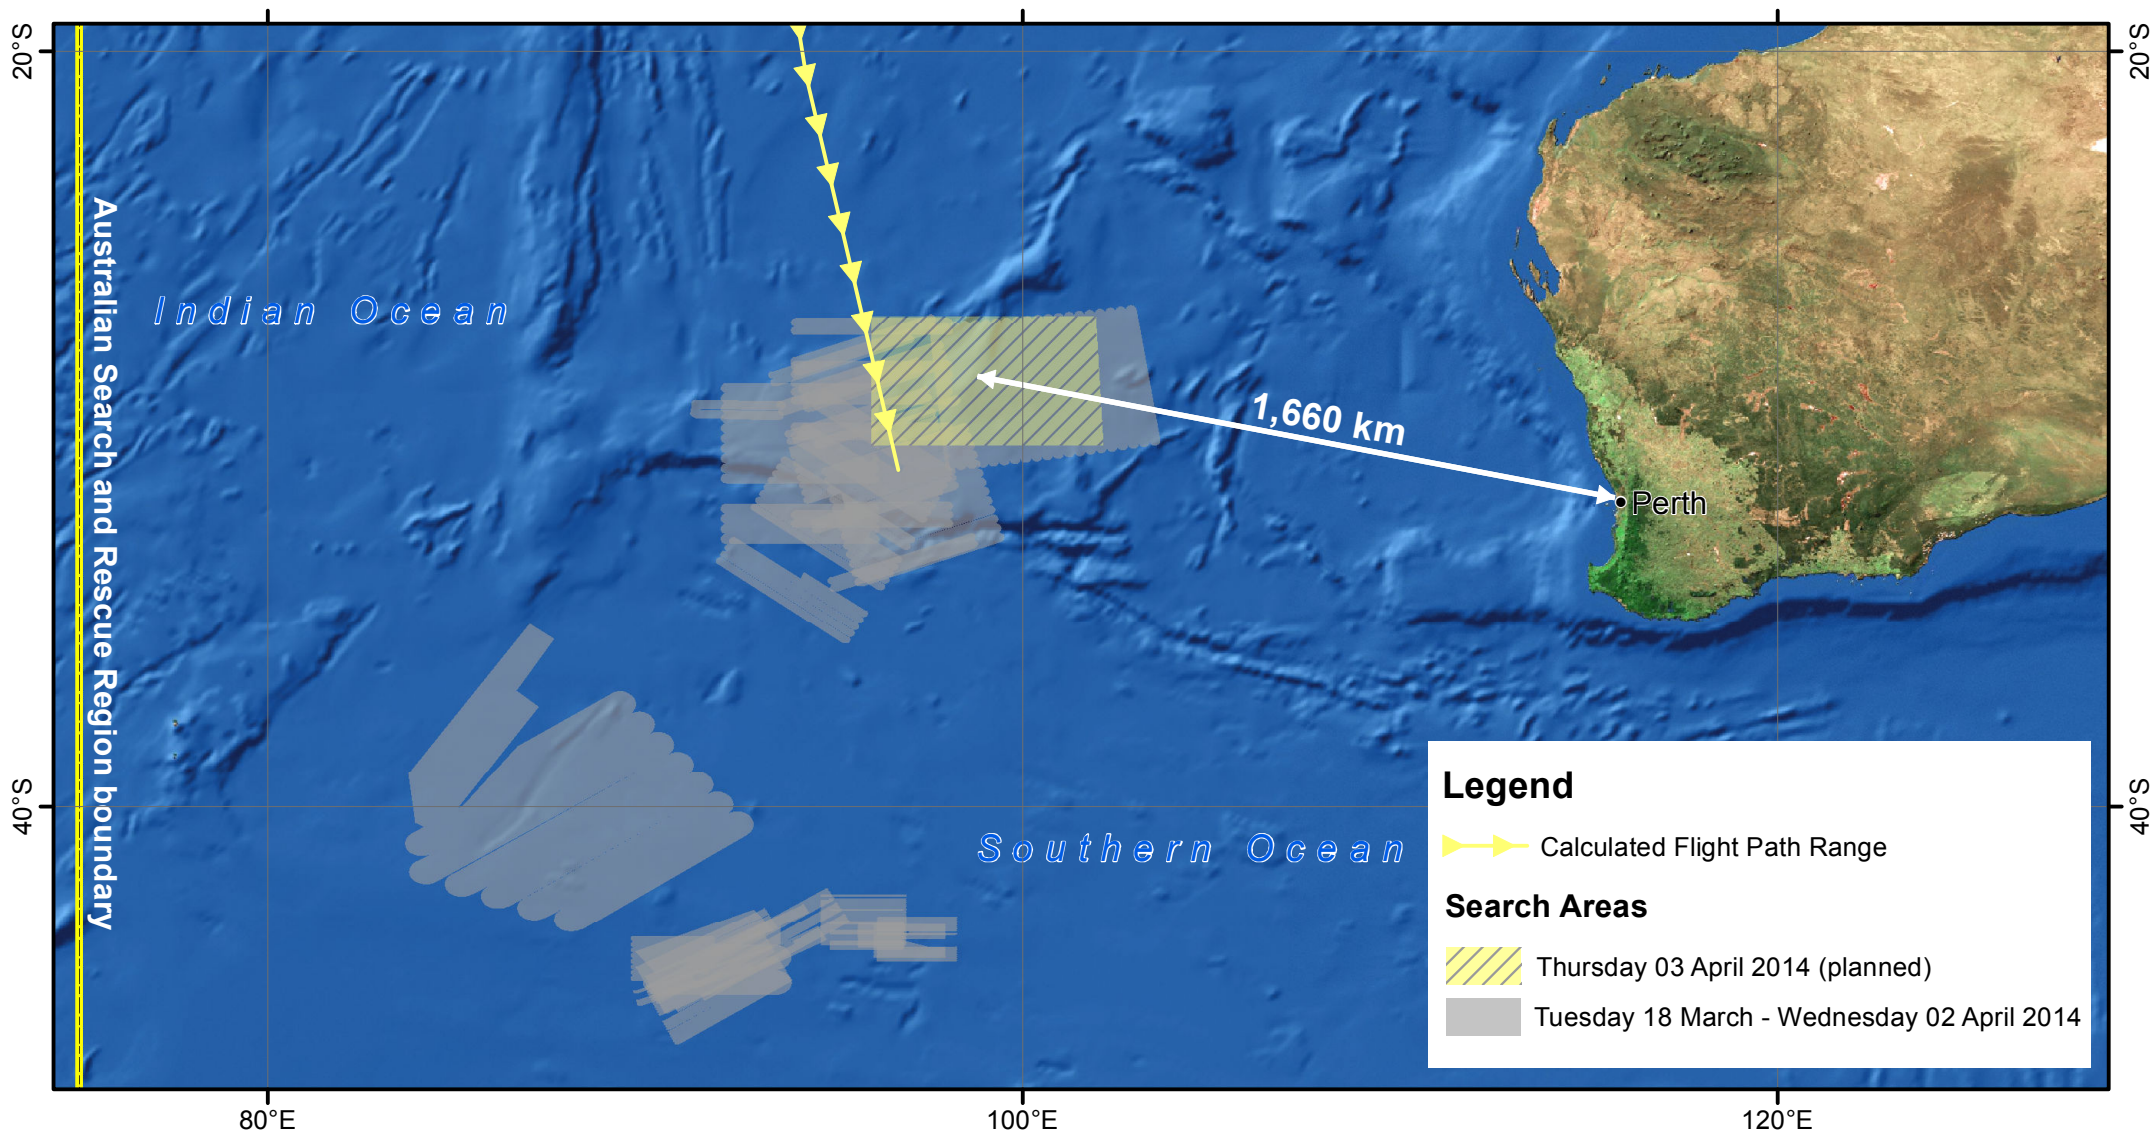 20°S
20°S
Australian Search and Rescue Region boundary
Indian Ocean
1,660 km
Perth
Legend
Calculated Flight Path Range
Search Areas
Thursday 03 April 2014 (planned)
Tuesday 18 March - Wednesday 02 April 2014
40°S
Southern Ocean
40°S
80°E
100°E
120°E